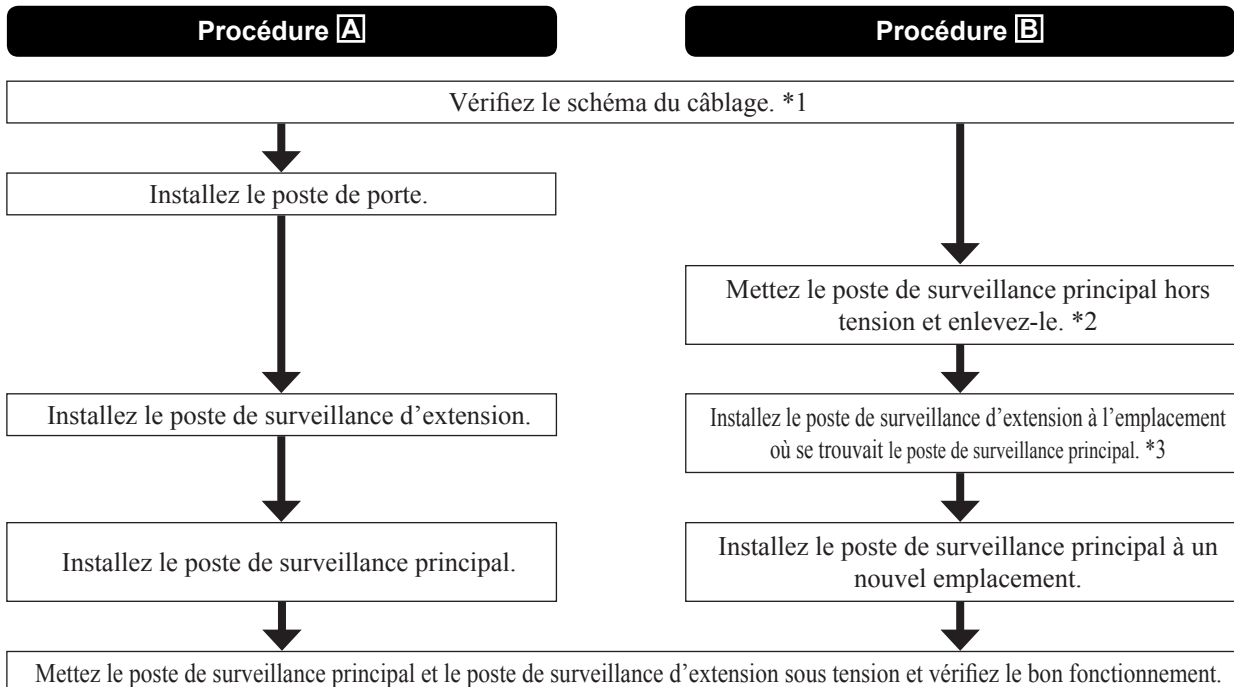 Procédure A
Procédure B
Vérifiez le schéma du câblage. *1
Installez le poste de porte.
Mettez le poste de surveillance principal hors
tension et enlevez-le. *2
Installez le poste de surveillance d’extension.
Installez le poste de surveillance d’extension à l’emplacement
où se trouvait le poste de surveillance principal. *3
Installez le poste de surveillance principal.
Installez le poste de surveillance principal à un
nouvel emplacement.
Mettez le poste de surveillance principal et le poste de surveillance d’extension sous tension et vérifiez le bon fonctionnement.